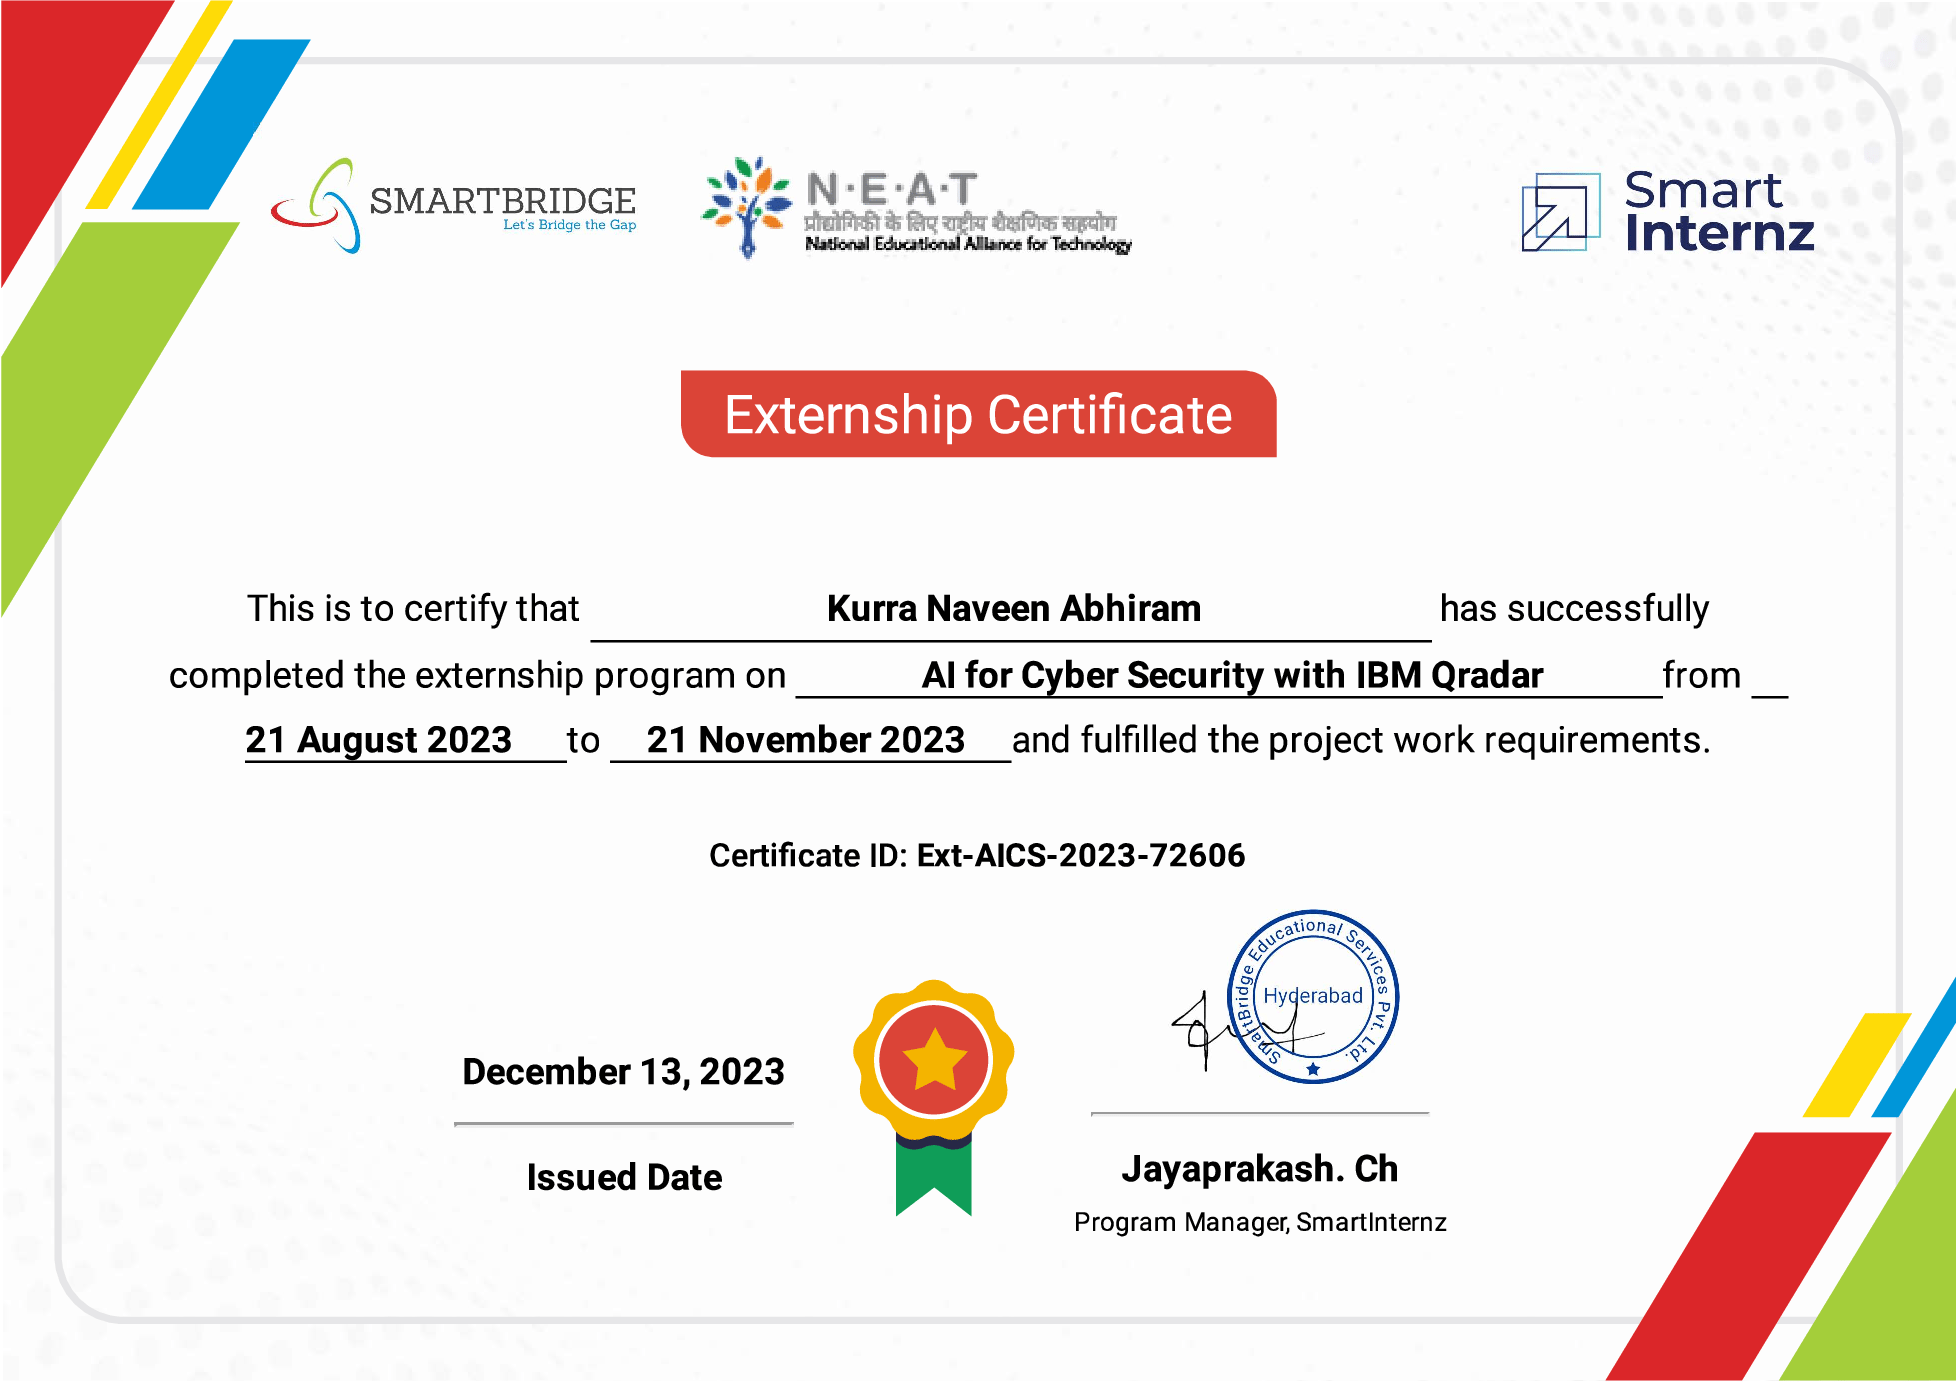 SMARTBRIDGE
Let's Bridge the Gap
N·E·A·T
प्रौद्योगिकी के लिए राष्ट्रीय शैक्षणिक सहयोग
National Educational Alliance for Technology
Smart
Internz
Externship Certificate
This is to certify that Kurra Naveen Abhiram has successfully
completed the externship program on AI for Cyber Security with IBM Qradar from
21 August 2023 to 21 November 2023 and fulfilled the project work requirements.
Certificate ID: Ext-AICS-2023-72606
SmartBridge Educational Services Pvt. Ltd.
Hyderabad
December 13, 2023
Issued Date
Jayaprakash. Ch
Program Manager, SmartInternz